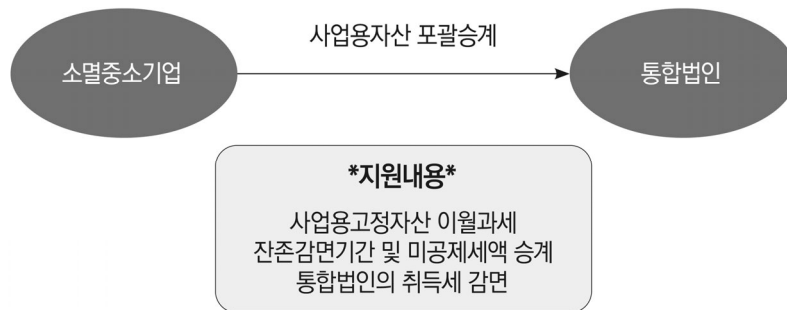 사업용자산 포괄승계
소멸중소기업
통합법인
*지원내용*
사업용고정자산 이월과세
잔존감면기간 및 미공제세액 승계
통합법인의 취득세 감면